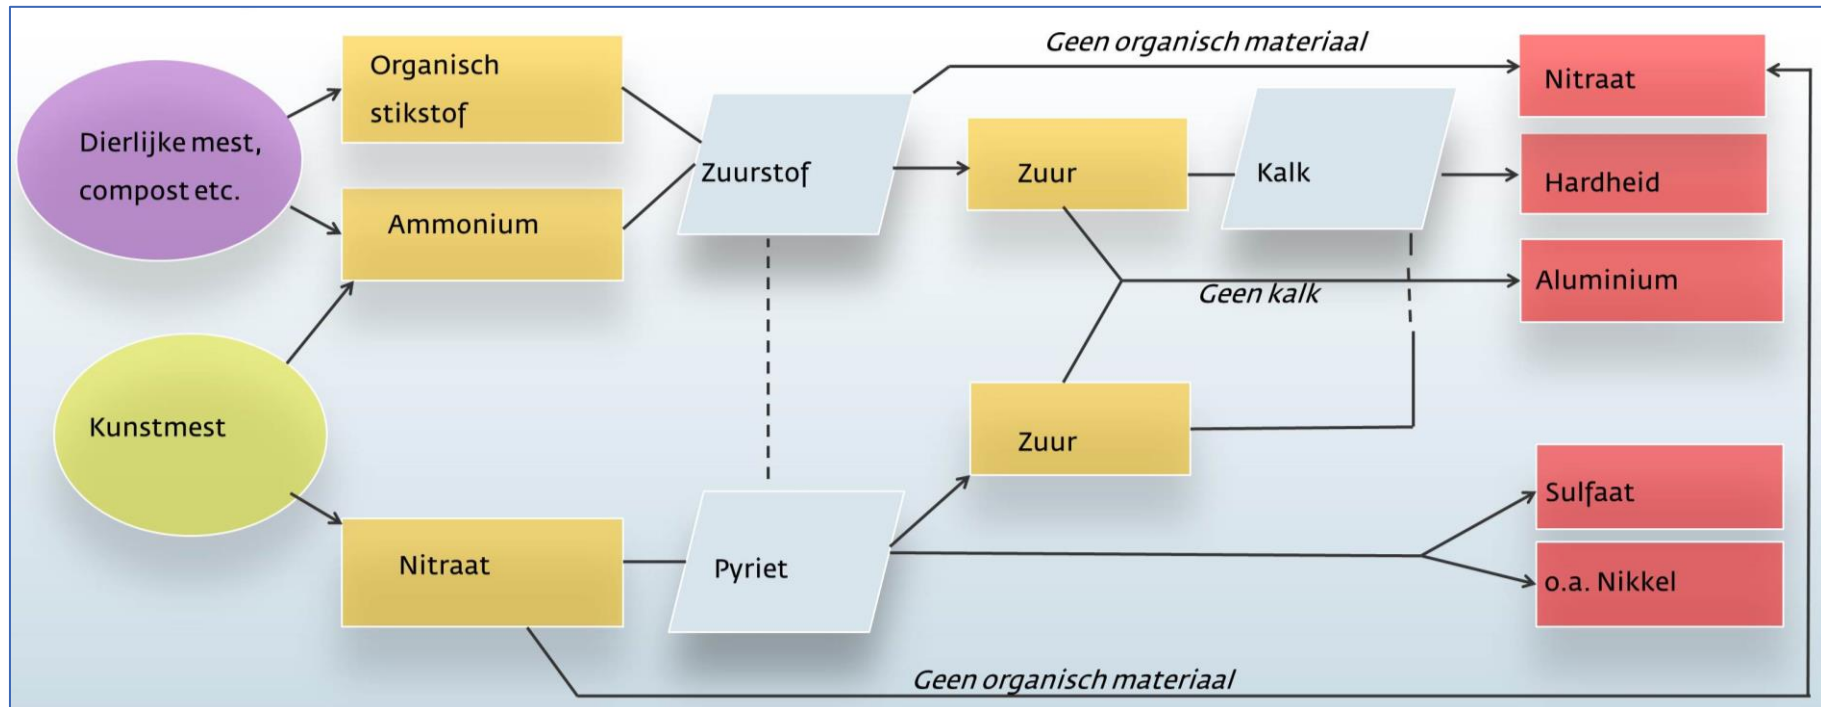 Geen organisch materiaal
Organisch
stikstof
Nitraat
Dierlijke mest,
compost etc.
Zuurstof
Zuur
Kalk
Hardheid
Ammonium
Aluminium
Geen kalk
Kunstmest
Zuur
Sulfaat
Nitraat
Pyriet
o.a. Nikkel
Geen organisch materiaal